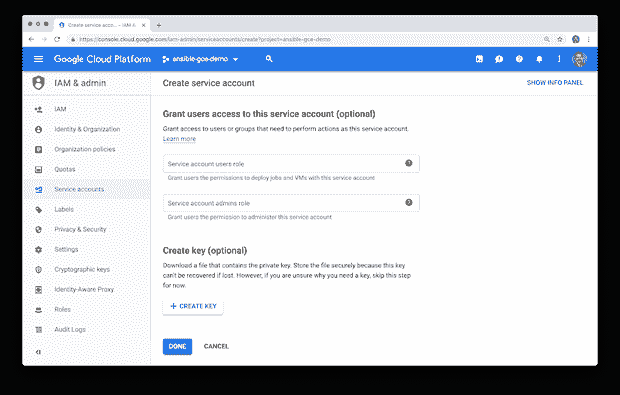 Create service acco... – IAM & A
https://console.cloud.google.com/iam-admin/serviceaccounts/create?project=ansible-gce-demo
Google Cloud Platform
ansible-gce-demo
IAM & admin
Create service account
SHOW INFO PANEL
IAM
Identity & Organization
Organization policies
Quotas
Service accounts
Labels
Privacy & Security
Settings
Cryptographic keys
Identity-Aware Proxy
Roles
Audit Logs
Grant users access to this service account (optional)
Grant access to users or groups that need to perform actions as this service account.
Learn more
Service account users role
Grant users the permissions to deploy jobs and VMs with this service account
Service account admins role
Grant users the permission to administer this service account
Create key (optional)
Download a file that contains the private key. Store the file securely because this key
can't be recovered if lost. However, if you are unsure why you need a key, skip this step
for now.
+ CREATE KEY
DONE
CANCEL